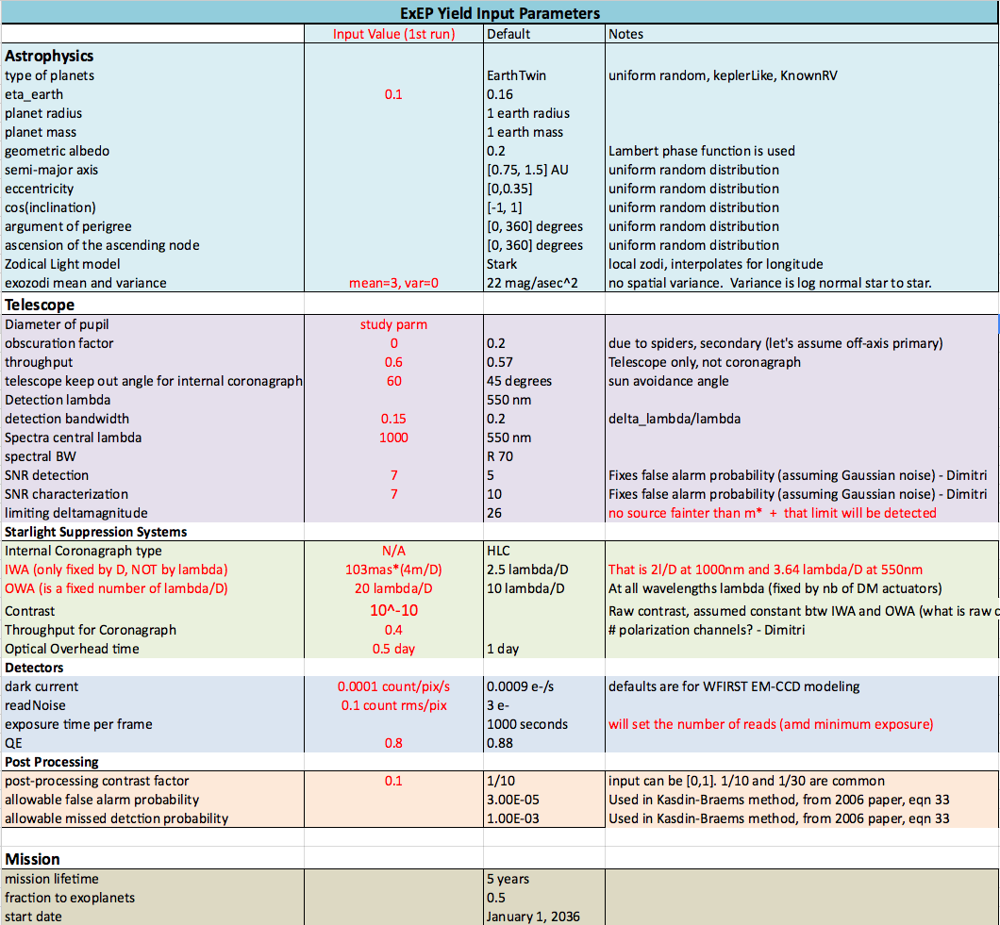 ExEP Yield Input Parameters
Input Value (1st run) Default Notes
Astrophysics
type of planets EarthTwin uniform random, keplerLike, KnownRV
eta_earth 0.1 0.16
planet radius 1 earth radius
planet mass 1 earth mass
geometric albedo 0.2 Lambert phase function is used
semi-major axis [0.75, 1.5] AU uniform random distribution
eccentricity [0,0.35] uniform random distribution
cos(inclination) [-1, 1] uniform random distribution
argument of perigree [0, 360] degrees uniform random distribution
ascension of the ascending node [0, 360] degrees uniform random distribution
Zodical Light model Stark local zodi, interpolates for longitude
exozodi mean and variance mean=3, var=0 22 mag/asec^2 no spatial variance. Variance is log normal star to star.
Telescope
Diameter of pupil study parm
obscuration factor 0 0.2 due to spiders, secondary (let's assume off-axis primary)
throughput 0.6 0.57 Telescope only, not coronagraph
telescope keep out angle for internal coronagraph 60 45 degrees sun avoidance angle
Detection lambda 550 nm
detection bandwidth 0.15 0.2 delta_lambda/lambda
Spectra central lambda 1000 550 nm
spectral BW R 70
SNR detection 7 5 Fixes false alarm probability (assuming Gaussian noise) - Dimitri
SNR characterization 7 10 Fixes false alarm probability (assuming Gaussian noise) - Dimitri
limiting deltamagnitude 26 no source fainter than m* + that limit will be detected
Starlight Suppression Systems
Internal Coronagraph type N/A HLC
IWA (only fixed by D, NOT by lambda) 103mas*(4m/D) 2.5 lambda/D That is 2l/D at 1000nm and 3.64 lambda/D at 550nm
OWA (is a fixed number of lambda/D) 20 lambda/D 10 lambda/D At all wavelengths lambda (fixed by nb of DM actuators)
Contrast 10^-10 Raw contrast, assumed constant btw IWA and OWA (what is raw c
Throughput for Coronagraph 0.4 # polarization channels? - Dimitri
Optical Overhead time 0.5 day 1 day
Detectors
dark current 0.0001 count/pix/s 0.0009 e-/s defaults are for WFIRST EM-CCD modeling
readNoise 0.1 count rms/pix 3 e-
exposure time per frame 1000 seconds will set the number of reads (amd minimum exposure)
QE 0.8 0.88
Post Processing
post-processing contrast factor 0.1 1/10 input can be [0,1]. 1/10 and 1/30 are common
allowable false alarm probability 3.00E-05 Used in Kasdin-Braems method, from 2006 paper, eqn 33
allowable missed detction probability 1.00E-03 Used in Kasdin-Braems method, from 2006 paper, eqn 33
Mission
mission lifetime 5 years
fraction to exoplanets 0.5
start date January 1, 2036